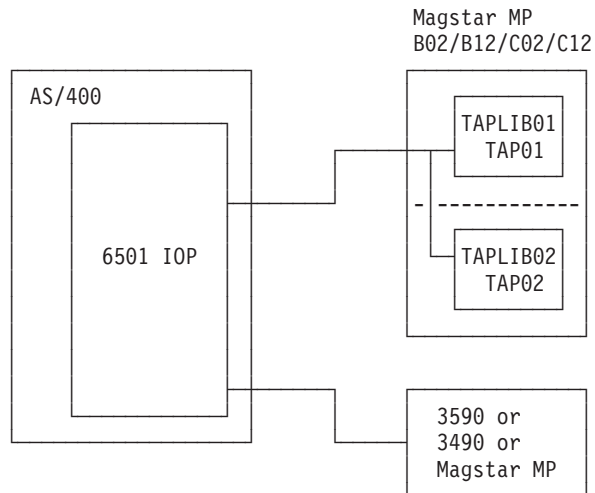 Magstar MP
B02/B12/C02/C12
AS/400
TAPLIB01
TAP01
6501 IOP
TAPLIB02
TAP02
3590 or
3490 or
Magstar MP